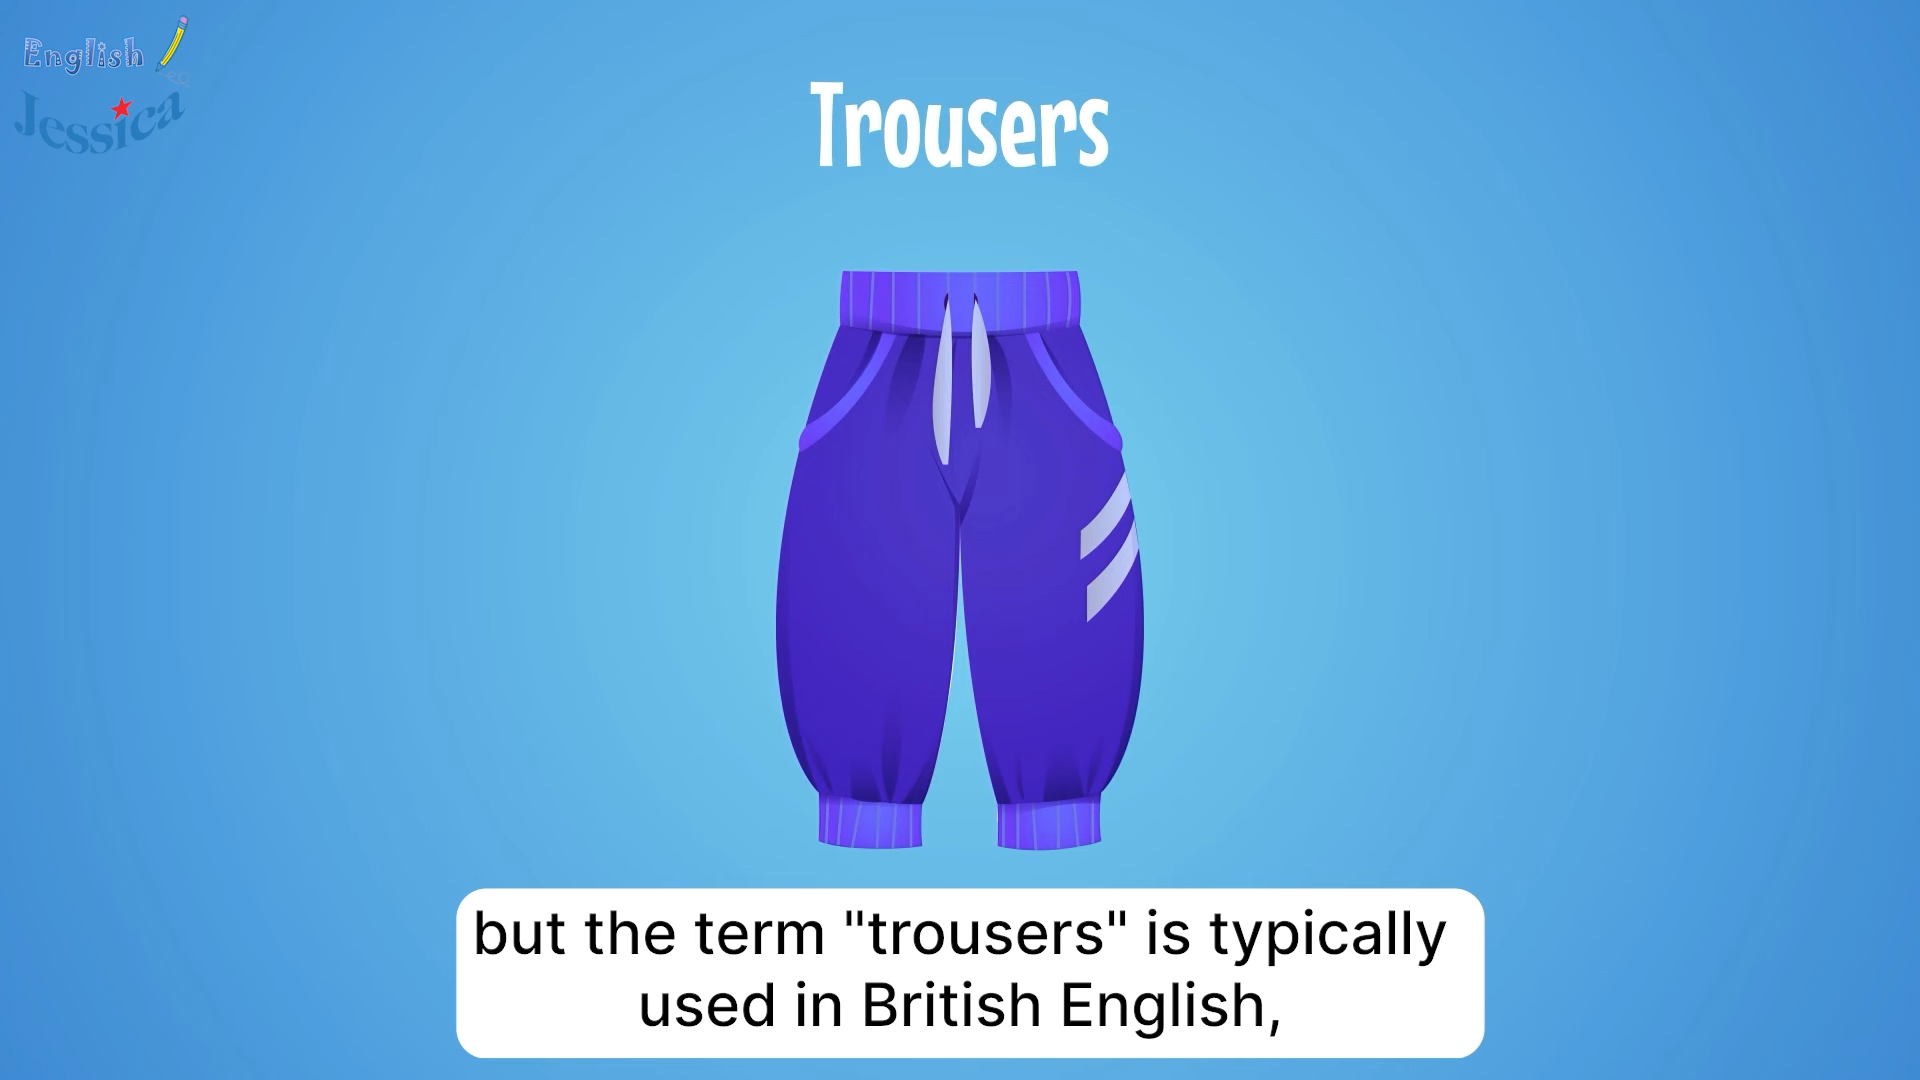 English
Jessica
Trousers
but the term "trousers" is typically
used in British English,